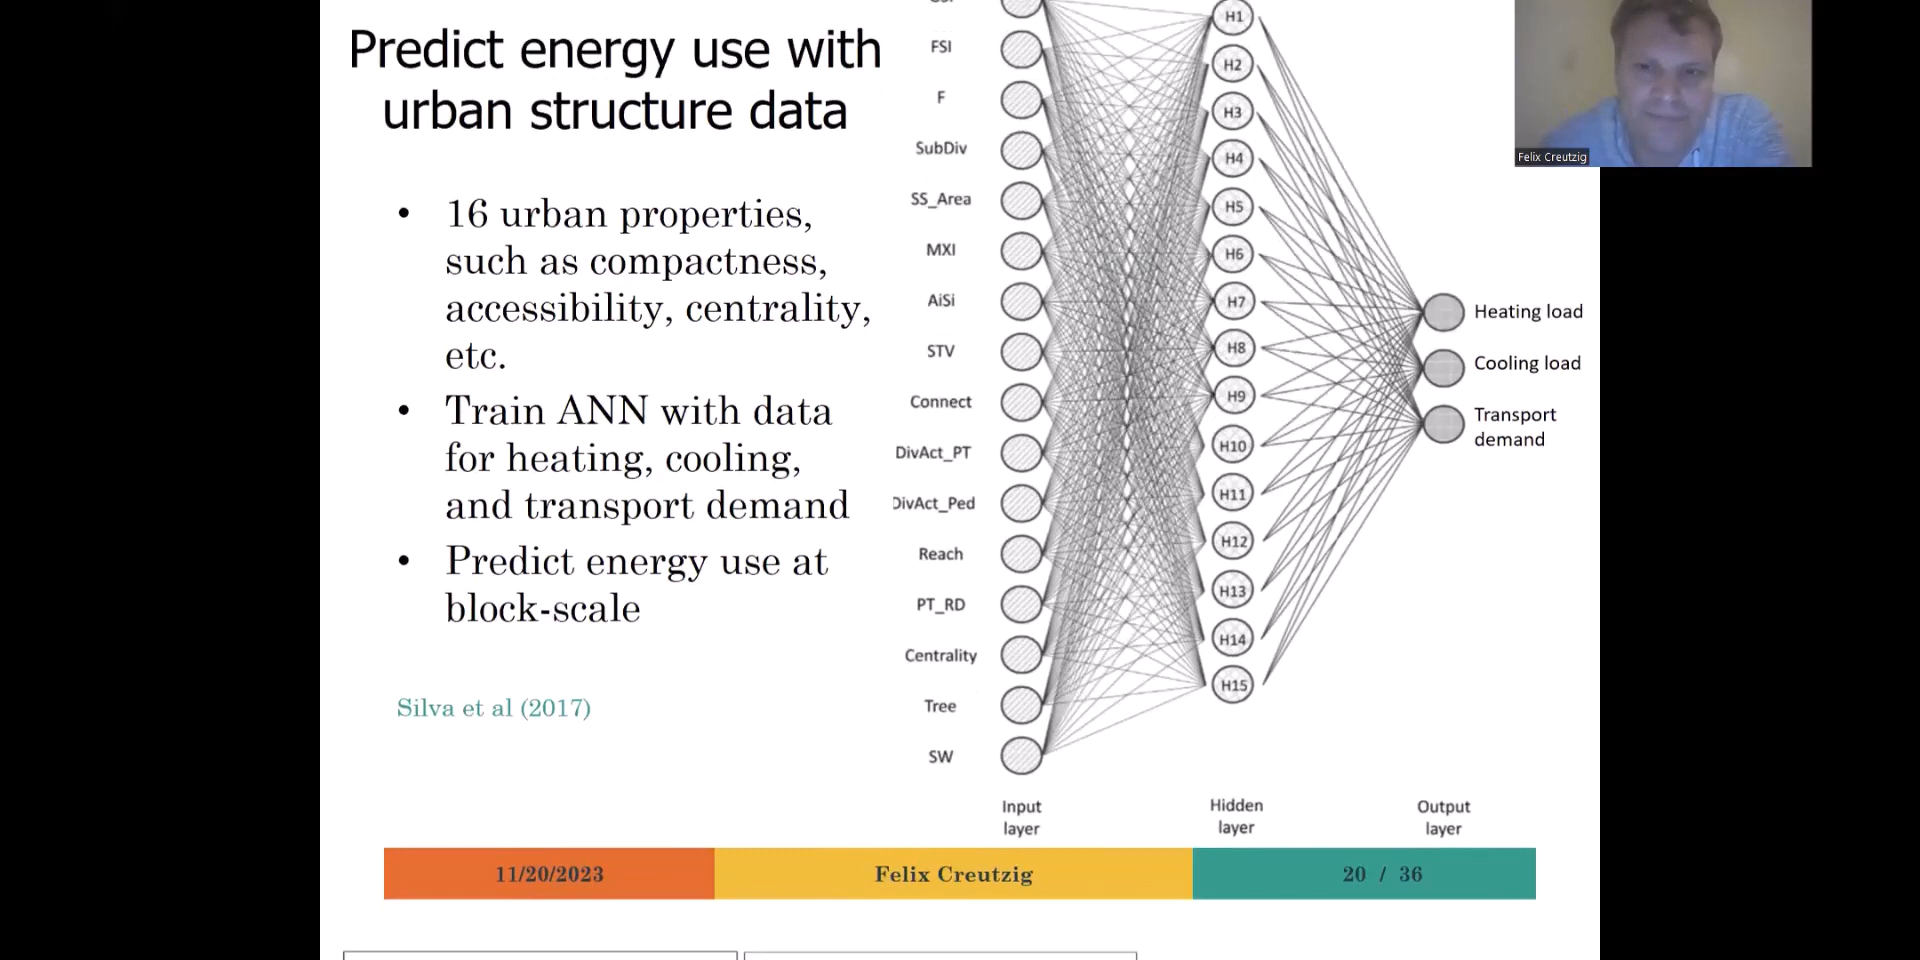 Predict energy use with
urban structure data
• 16 urban properties,
such as compactness,
accessibility, centrality,
etc.
• Train ANN with data
for heating, cooling,
and transport demand
• Predict energy use at
block-scale
Silva et al (2017)
FSI
F
SubDiv
SS_Area
MXI
AiSi
STV
Connect
DivAct_PT
DivAct_Ped
Reach
PT_RD
Centrality
Tree
SW
Input
layer
H1
H2
H3
H4
H5
H6
H7
H8
H9
H10
H11
H12
H13
H14
H15
Hidden
layer
Heating load
Cooling load
Transport
demand
Output
layer
Felix Creutzig
11/20/2023
Felix Creutzig
20 / 36